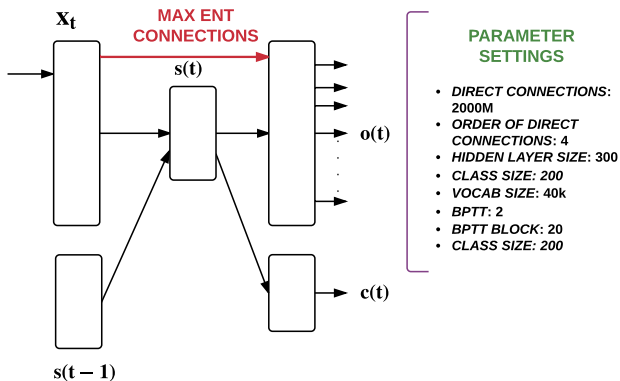 x_t
MAX ENT
CONNECTIONS
s(t)
o(t)
c(t)
s(t − 1)
PARAMETER
SETTINGS
• DIRECT CONNECTIONS:
2000M
• ORDER OF DIRECT
CONNECTIONS: 4
• HIDDEN LAYER SIZE: 300
• CLASS SIZE: 200
• VOCAB SIZE: 40k
• BPTT: 2
• BPTT BLOCK: 20
• CLASS SIZE: 200